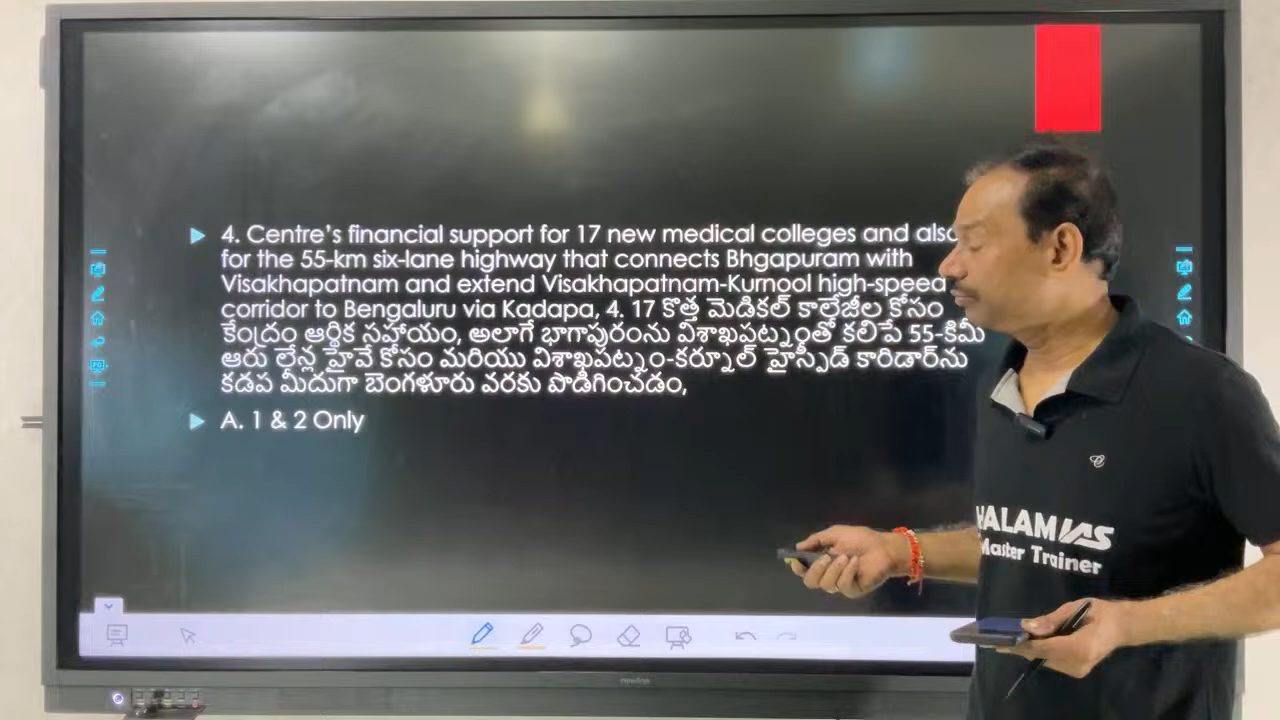 4. Centre's financial support for 17 new medical colleges and also
for the 55-km six-lane highway that connects Bhgapuram with
Visakhapatnam and extend Visakhapatnam-Kurnool high-speed
corridor to Bengaluru via Kadapa, 4. 17 కొత్త మెడికల్ కాలేజీల కోసం
కేంద్రం ఆర్థిక సహాయం, అలాగే భాగాపురంను విశాఖపట్నంతో కలిపే 55-కిమీ
ఆరు లేన్ల హైవే కోసం మరియు విశాఖపట్నం-కర్నూల్ హైస్పీడ్ కారిడార్‌ను
కడప మీదుగా బెంగళూరు వరకు పొడిగించడం,
A. 1 & 2 Only
HALAM IAS
Master Trainer
newline